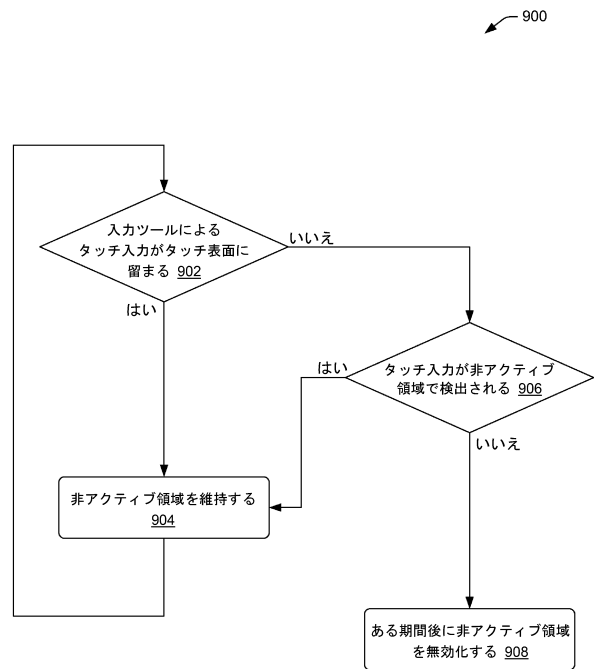 900
入力ツールによる
タッチ入力がタッチ表面に
留まる 902
いいえ
はい
タッチ入力が非アクティブ
領域で検出される 906
はい
いいえ
非アクティブ領域を維持する
904
ある期間後に非アクティブ領域
を無効化する 908